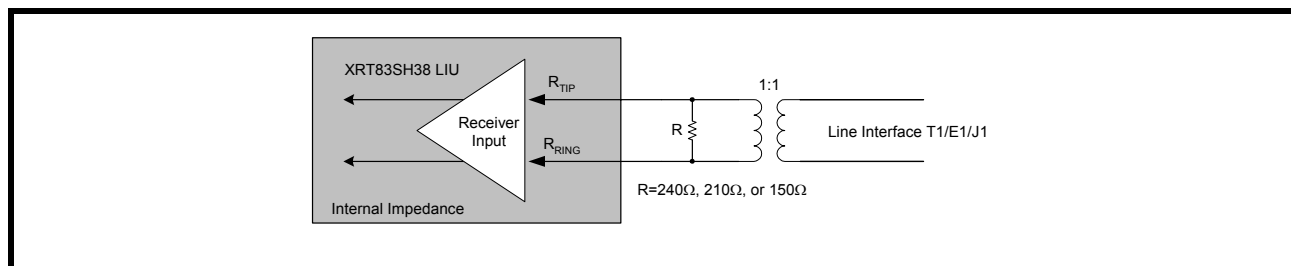 XRT83SH38 LIU
RTIP
1:1
Receiver
Input
R
Line Interface T1/E1/J1
RRING
R=240Ω, 210Ω, or 150Ω
Internal Impedance